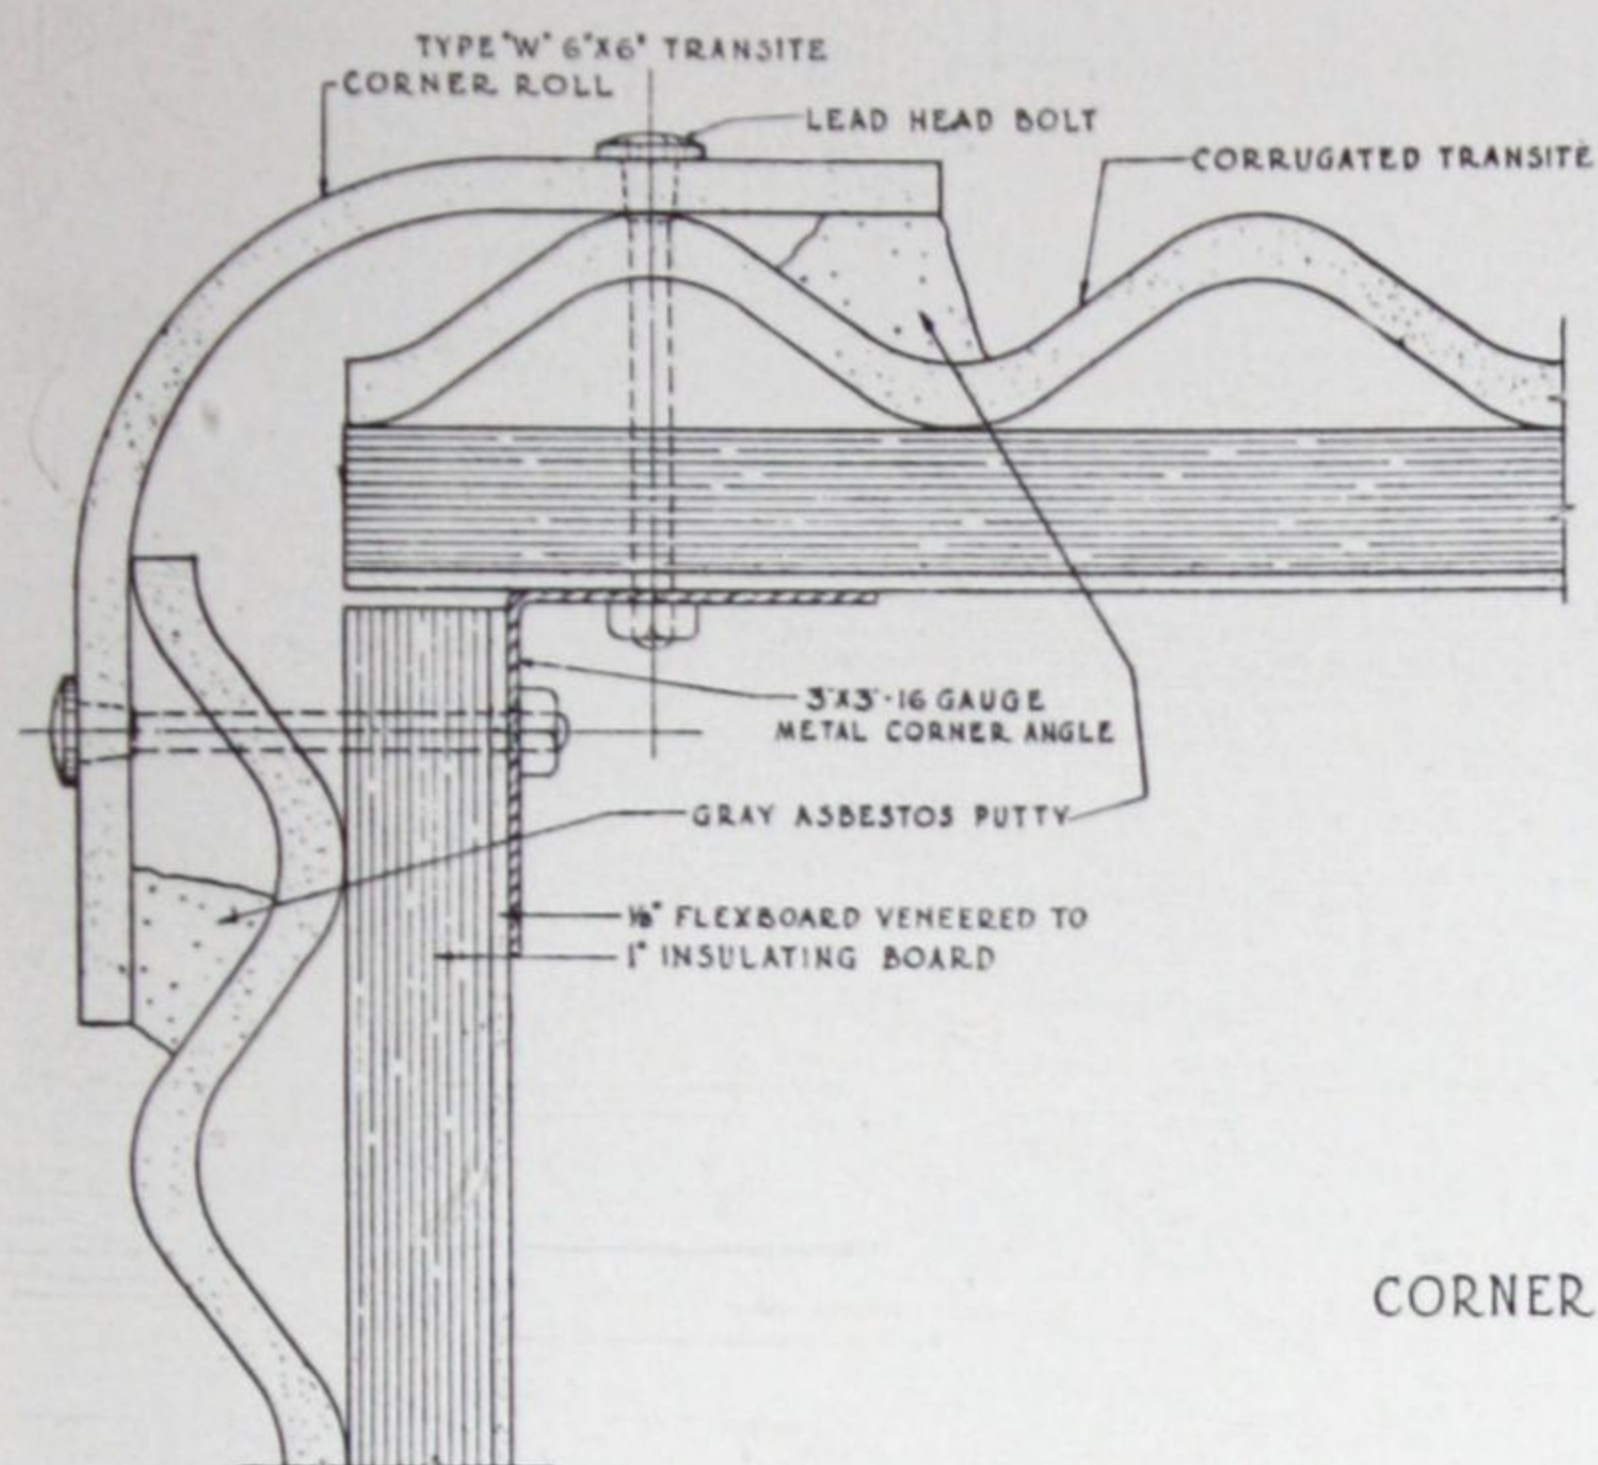 TYPE "W" 6"X6" TRANSITE
CORNER ROLL
LEAD HEAD BOLT
CORRUGATED TRANSITE
3"X3"-16 GAUGE
METAL CORNER ANGLE
GRAY ASBESTOS PUTTY
1/8" FLEXBOARD VENEERED TO
1" INSULATING BOARD
CORNER